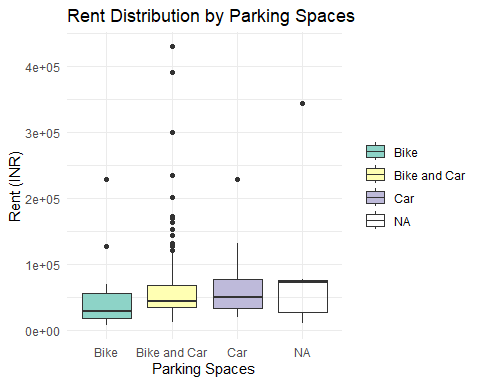 Rent Distribution by Parking Spaces
Rent (INR)
4e+05
3e+05
2e+05
1e+05
0e+00
Bike
Bike and Car
Car
NA
Parking Spaces
Bike
Bike and Car
Car
NA